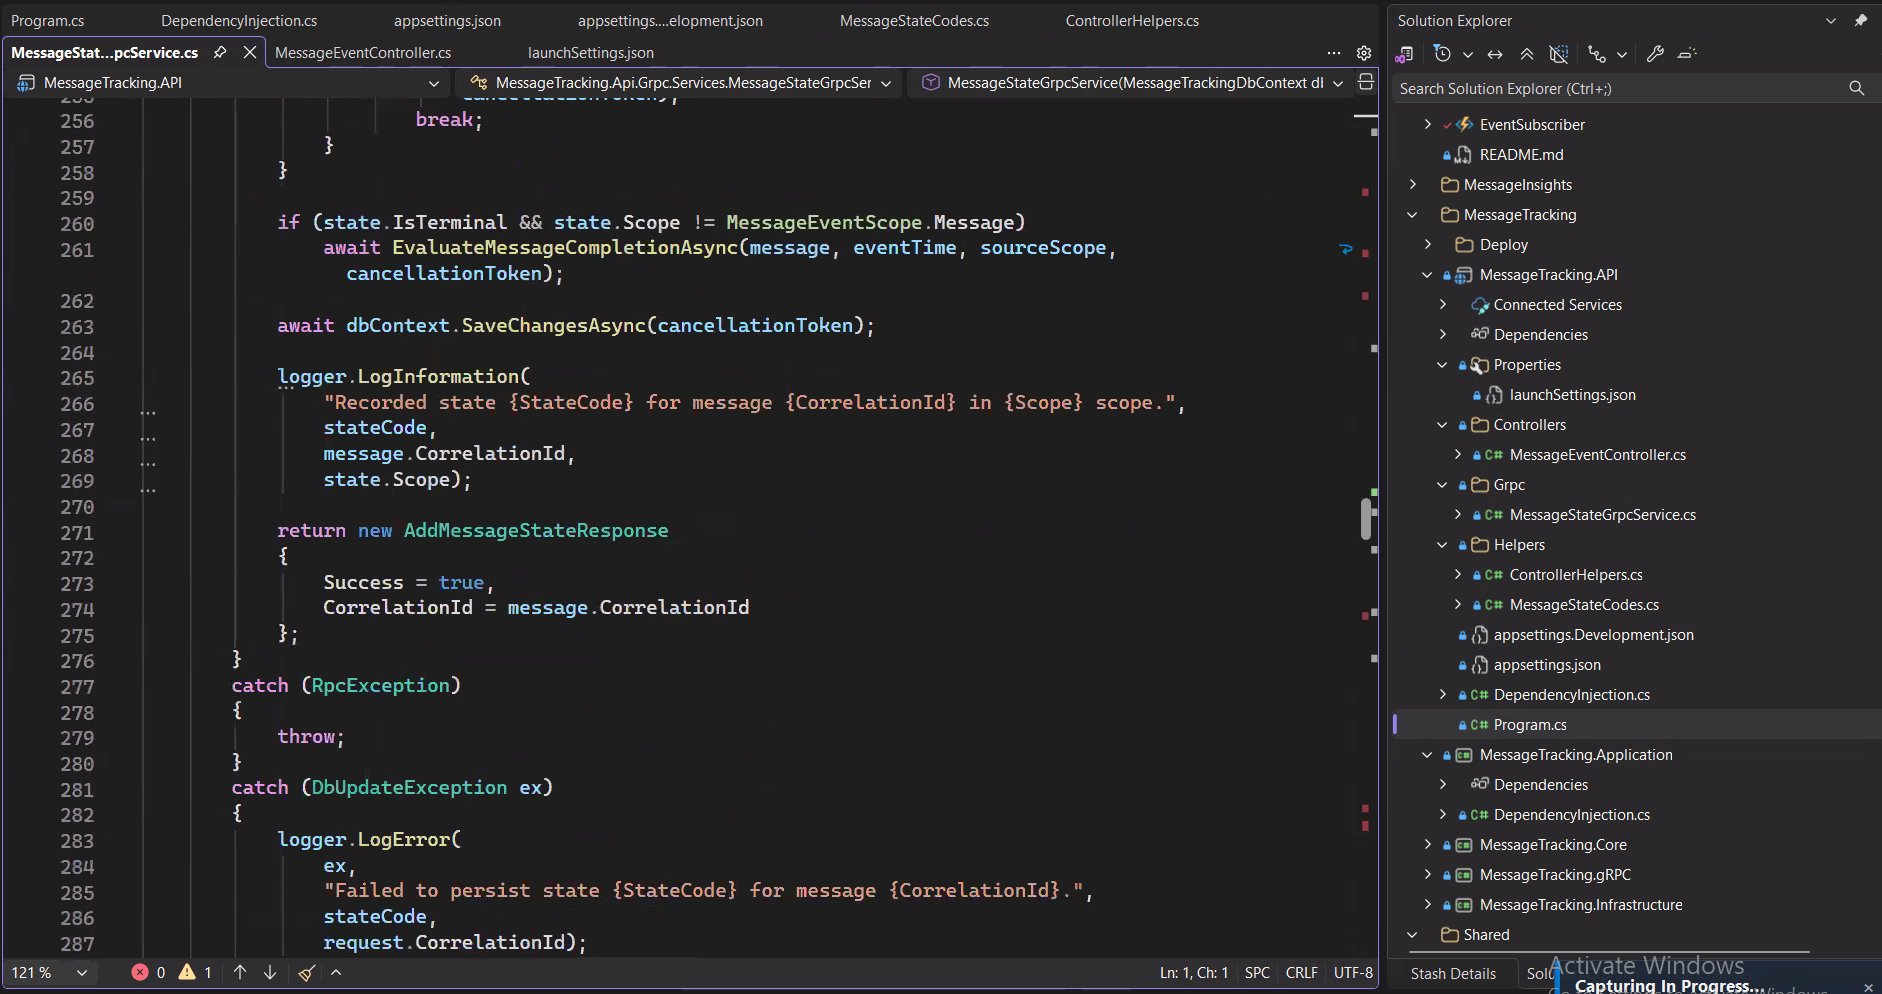 Program.cs DependencyInjection.cs appsettings.json appsettings....elopment.json MessageStateCodes.cs ControllerHelpers.cs
MessageStat...pcService.cs MessageEventController.cs launchSettings.json
MessageTracking.API MessageTracking.Api.Grpc.Services.MessageStateGrpcSer MessageStateGrpcService(MessageTrackingDbContext dl
cancellationToken);
256 break;
257 }
258 }
259
260 if (state.IsTerminal && state.Scope != MessageEventScope.Message)
261 await EvaluateMessageCompletionAsync(message, eventTime, sourceScope,
cancellationToken);
262
263 await dbContext.SaveChangesAsync(cancellationToken);
264
265 logger.LogInformation(
266 "Recorded state {StateCode} for message {CorrelationId} in {Scope} scope.",
267 stateCode,
268 message.CorrelationId,
269 state.Scope);
270
271 return new AddMessageStateResponse
272 {
273 Success = true,
274 CorrelationId = message.CorrelationId
275 };
276 }
277 catch (RpcException)
278 {
279 throw;
280 }
281 catch (DbUpdateException ex)
282 {
283 logger.LogError(
284 ex,
285 "Failed to persist state {StateCode} for message {CorrelationId}.",
286 stateCode,
287 request.CorrelationId);
121 % 0 1 Ln: 1, Ch: 1 SPC CRLF UTF-8
Solution Explorer
Search Solution Explorer (Ctrl+;)
EventSubscriber
README.md
MessageInsights
MessageTracking
Deploy
MessageTracking.API
Connected Services
Dependencies
Properties
launchSettings.json
Controllers
C# MessageEventController.cs
Grpc
C# MessageStateGrpcService.cs
Helpers
C# ControllerHelpers.cs
C# MessageStateCodes.cs
appsettings.Development.json
appsettings.json
C# DependencyInjection.cs
C# Program.cs
MessageTracking.Application
Dependencies
C# DependencyInjection.cs
MessageTracking.Core
MessageTracking.gRPC
MessageTracking.Infrastructure
Shared
Stash Details Solu
Activate Windows
Capturing In Progress...